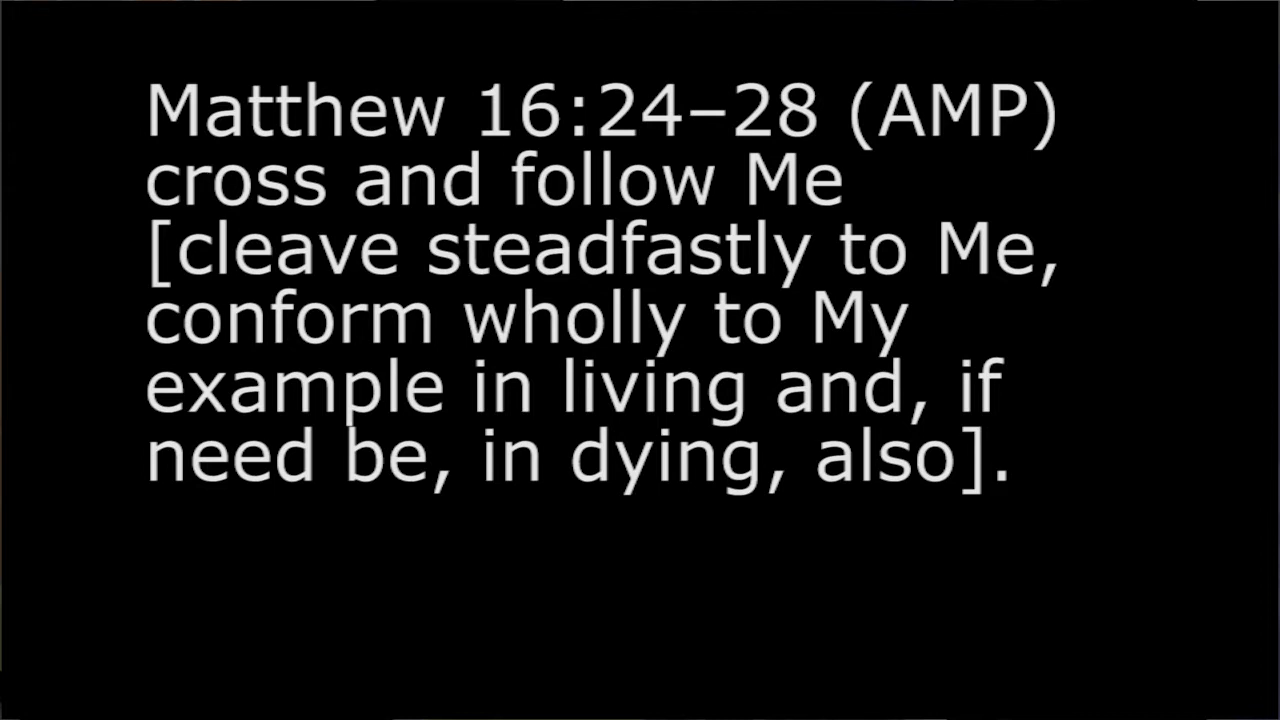 Matthew 16:24–28 (AMP)
cross and follow Me
[cleave steadfastly to Me,
conform wholly to My
example in living and, if
need be, in dying, also].